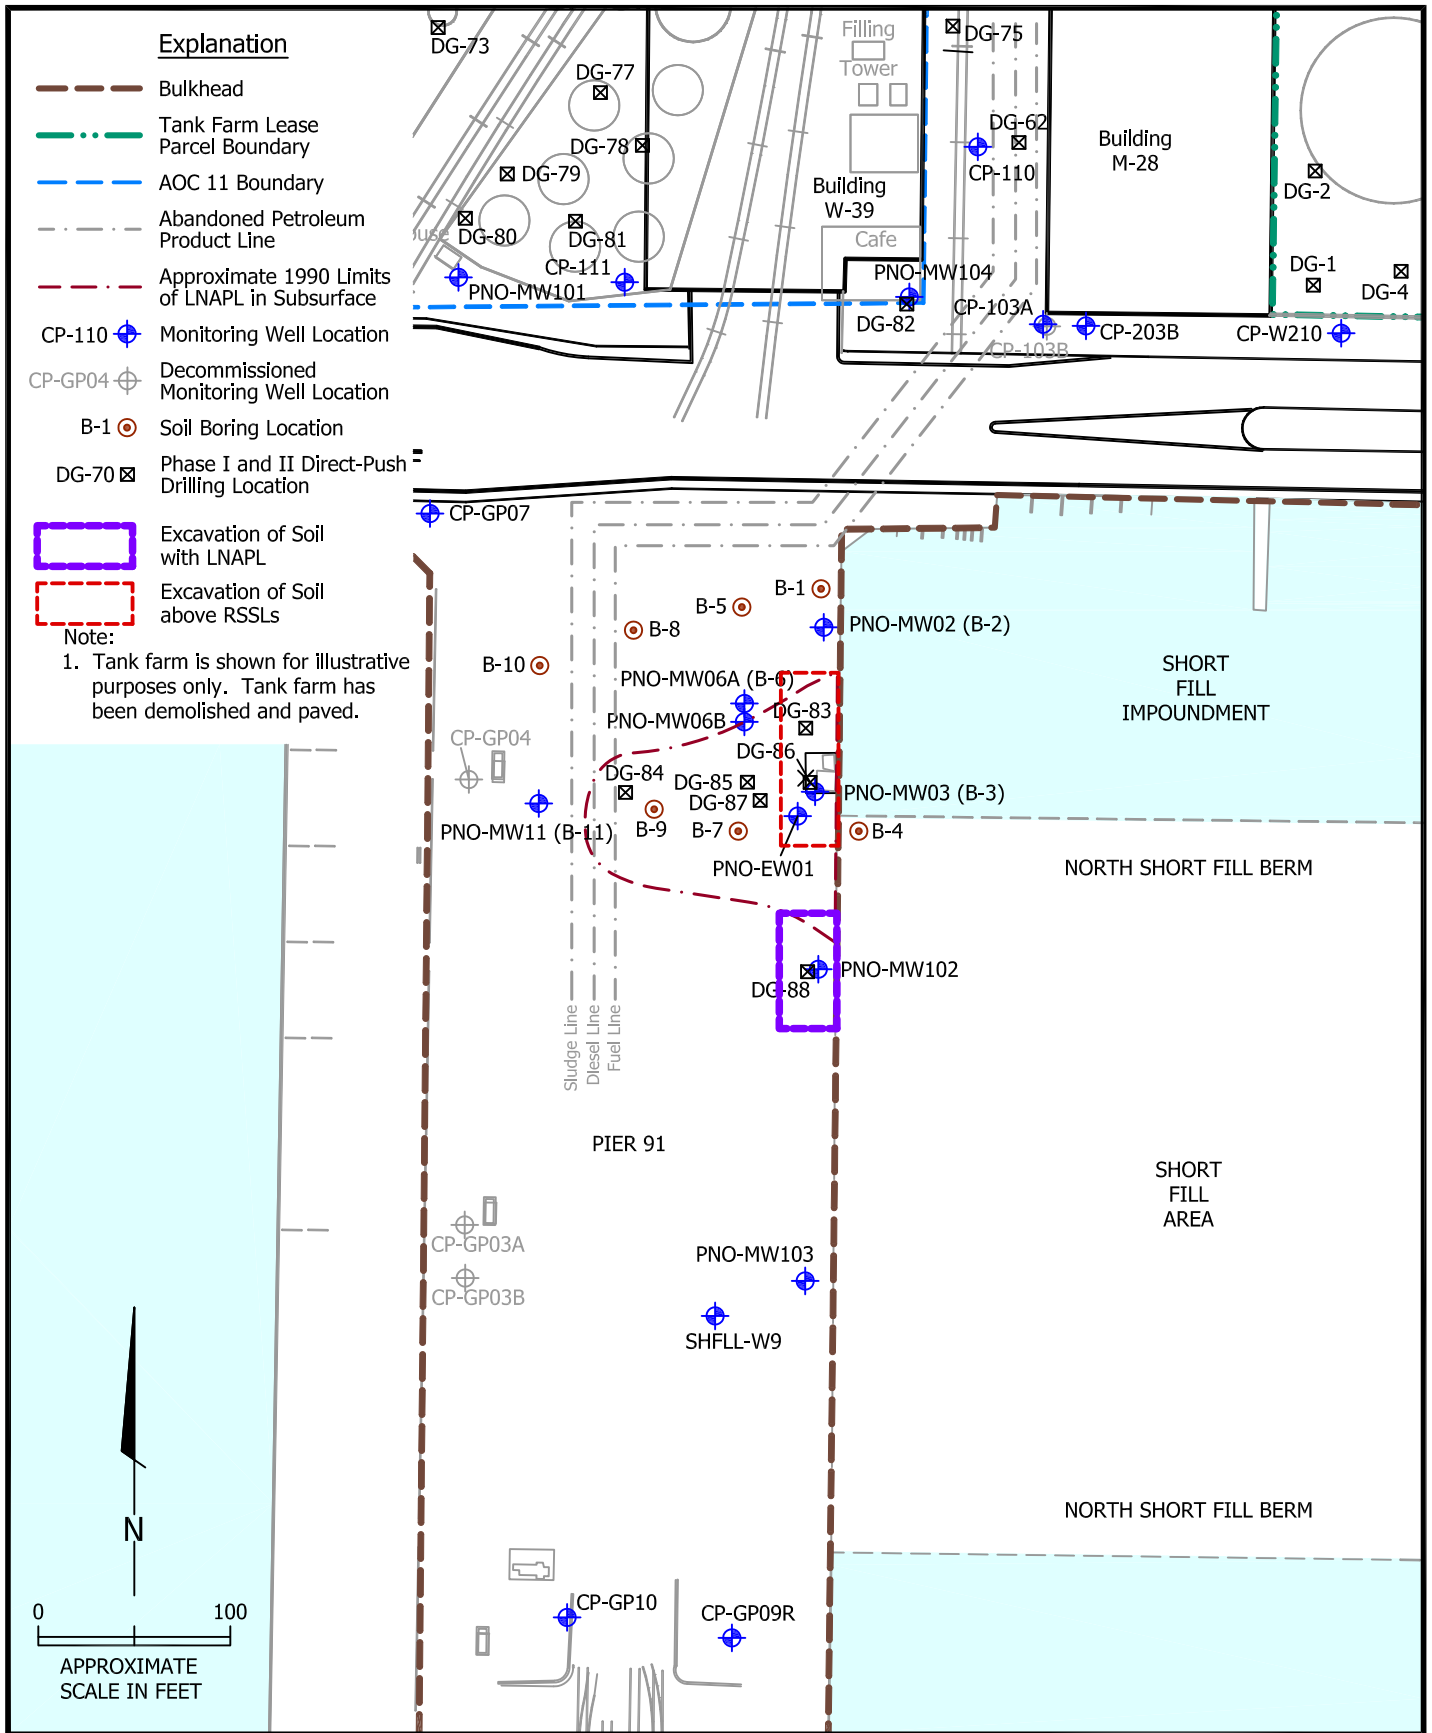 Explanation
Bulkhead
Tank Farm Lease
Parcel Boundary
AOC 11 Boundary
Abandoned Petroleum
Product Line
Approximate 1990 Limits
of LNAPL in Subsurface
CP-110 Monitoring Well Location
CP-GP04 Decommissioned
Monitoring Well Location
B-1 Soil Boring Location
DG-70 Phase I and II Direct-Push
Drilling Location
Excavation of Soil
with LNAPL
Excavation of Soil
above RSSLs
Note:
1. Tank farm is shown for illustrative
purposes only. Tank farm has
been demolished and paved.
DG-73
DG-77
DG-78
DG-79
DG-80
DG-81
CP-111
PNO-MW101
Filling
Tower
Building
W-39
Cafe
PNO-MW104
DG-82
DG-75
DG-62
CP-110
CP-103A
CP-103B
CP-203B
Building
M-28
DG-2
DG-1
DG-4
CP-W210
CP-GP07
B-1
B-5
B-8
B-10
PNO-MW02 (B-2)
PNO-MW06A (B-6)
PNO-MW06B
DG-83
DG-86
DG-84
DG-85
DG-87
PNO-MW03 (B-3)
CP-GP04
PNO-MW11 (B-11)
B-9
B-7
B-4
PNO-EW01
SHORT
FILL
IMPOUNDMENT
NORTH SHORT FILL BERM
PNO-MW102
DG-88
Sludge Line
Diesel Line
Fuel Line
PIER 91
SHORT
FILL
AREA
CP-GP03A
CP-GP03B
PNO-MW103
SHFLL-W9
NORTH SHORT FILL BERM
CP-GP10
CP-GP09R
N
0 100
APPROXIMATE
SCALE IN FEET